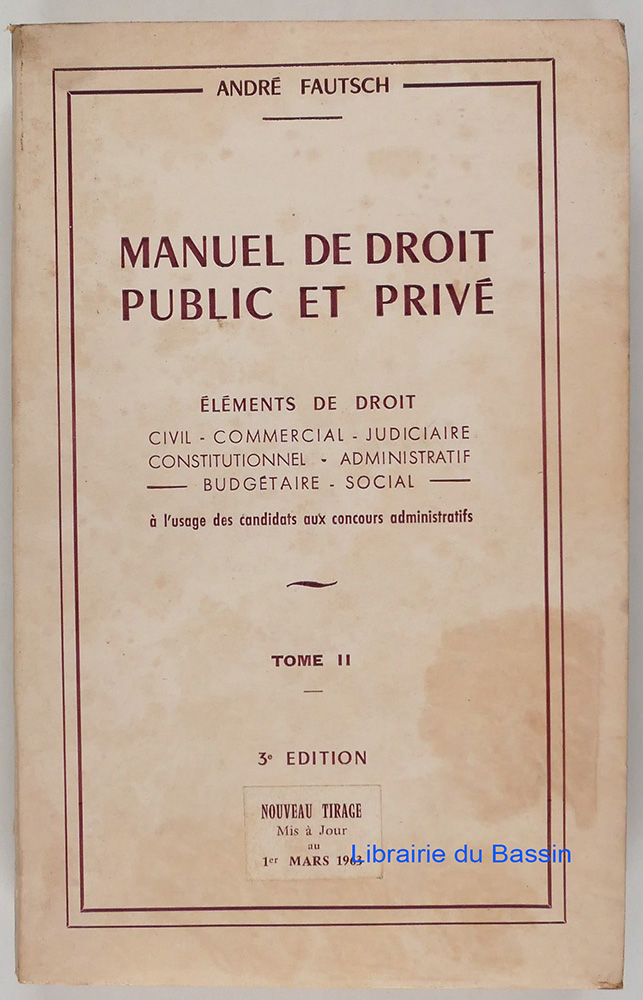 ANDRÉ FAUTSCH
MANUEL DE DROIT
PUBLIC ET PRIVÉ
ÉLÉMENTS DE DROIT
CIVIL - COMMERCIAL - JUDICIAIRE
CONSTITUTIONNEL - ADMINISTRATIF
BUDGÉTAIRE - SOCIAL
à l'usage des candidats aux concours administratifs
TOME II
3e EDITION
NOUVEAU TIRAGE
Mis à Jour
au
1er MARS 1963
Librairie du Bassin